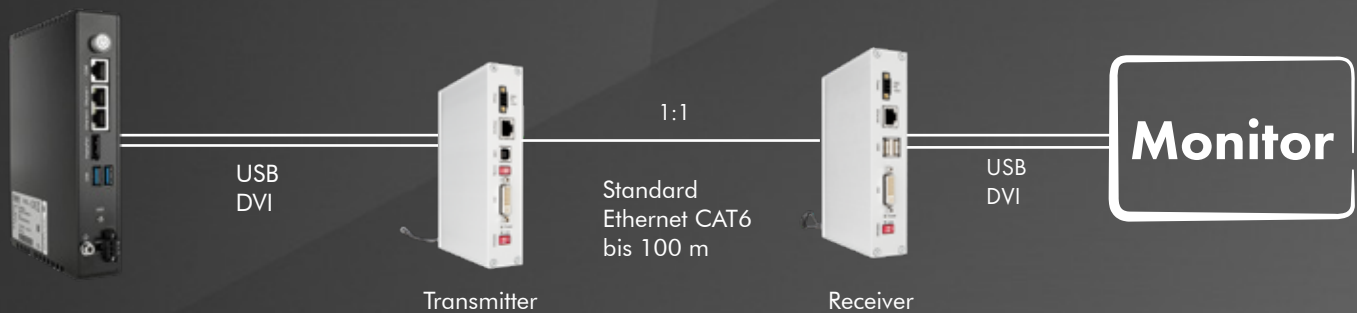 1:1
Monitor
USB
DVI
Standard
Ethernet CAT6
bis 100 m
USB
DVI
Transmitter
Receiver